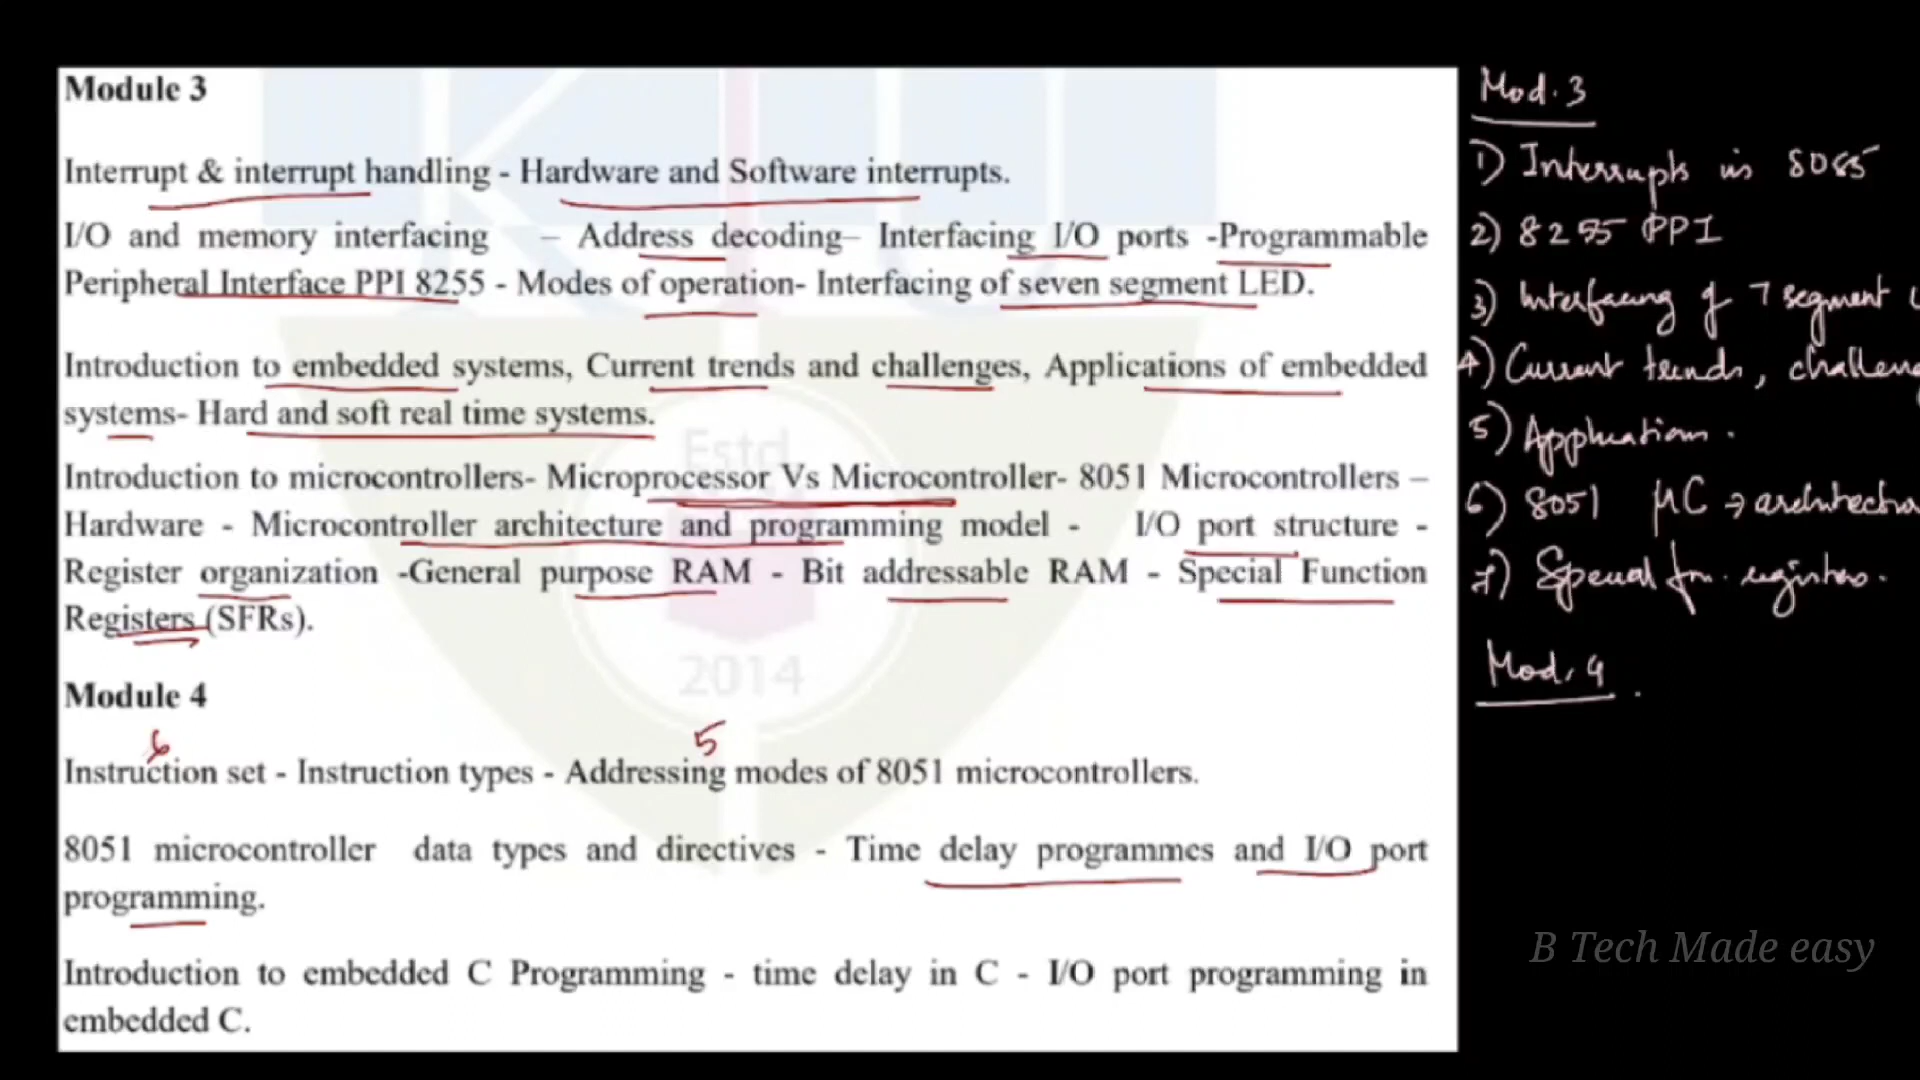 Module 3
Interrupt & interrupt handling - Hardware and Software interrupts.
I/O and memory interfacing – Address decoding– Interfacing I/O ports -Programmable
Peripheral Interface PPI 8255 - Modes of operation- Interfacing of seven segment LED.
Introduction to embedded systems, Current trends and challenges, Applications of embedded
systems- Hard and soft real time systems.
Introduction to microcontrollers- Microprocessor Vs Microcontroller- 8051 Microcontrollers –
Hardware - Microcontroller architecture and programming model - I/O port structure -
Register organization -General purpose RAM - Bit addressable RAM - Special Function
Registers (SFRs).
Estd.
2014
Module 4
6 5
Instruction set - Instruction types - Addressing modes of 8051 microcontrollers.
8051 microcontroller data types and directives - Time delay programmes and I/O port
programming.
Introduction to embedded C Programming - time delay in C - I/O port programming in
embedded C.
Mod. 3
1) Interrupts in 8085
2) 8255 PPI
3) Interfacing of 7 segment
4) Current trends, challeng
5) Applications.
6) 8051 μC → architectu
7) Special fn. registers.
Mod. 4
B Tech Made easy